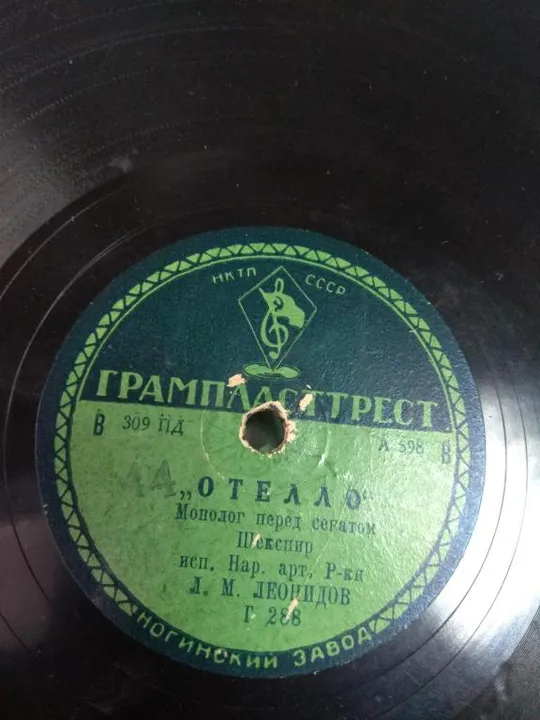 НКТП СССР
ГРАМПЛАСТТРЕСТ
В 309 ПД А 598 В
1А
„ОТЕЛЛО“
Монолог перед сенатом
Шекспир
исп. Нар. арт. Р-ки
Л. М. ЛЕОНИДОВ
Г 288
НОГИНСКИЙ ЗАВОД